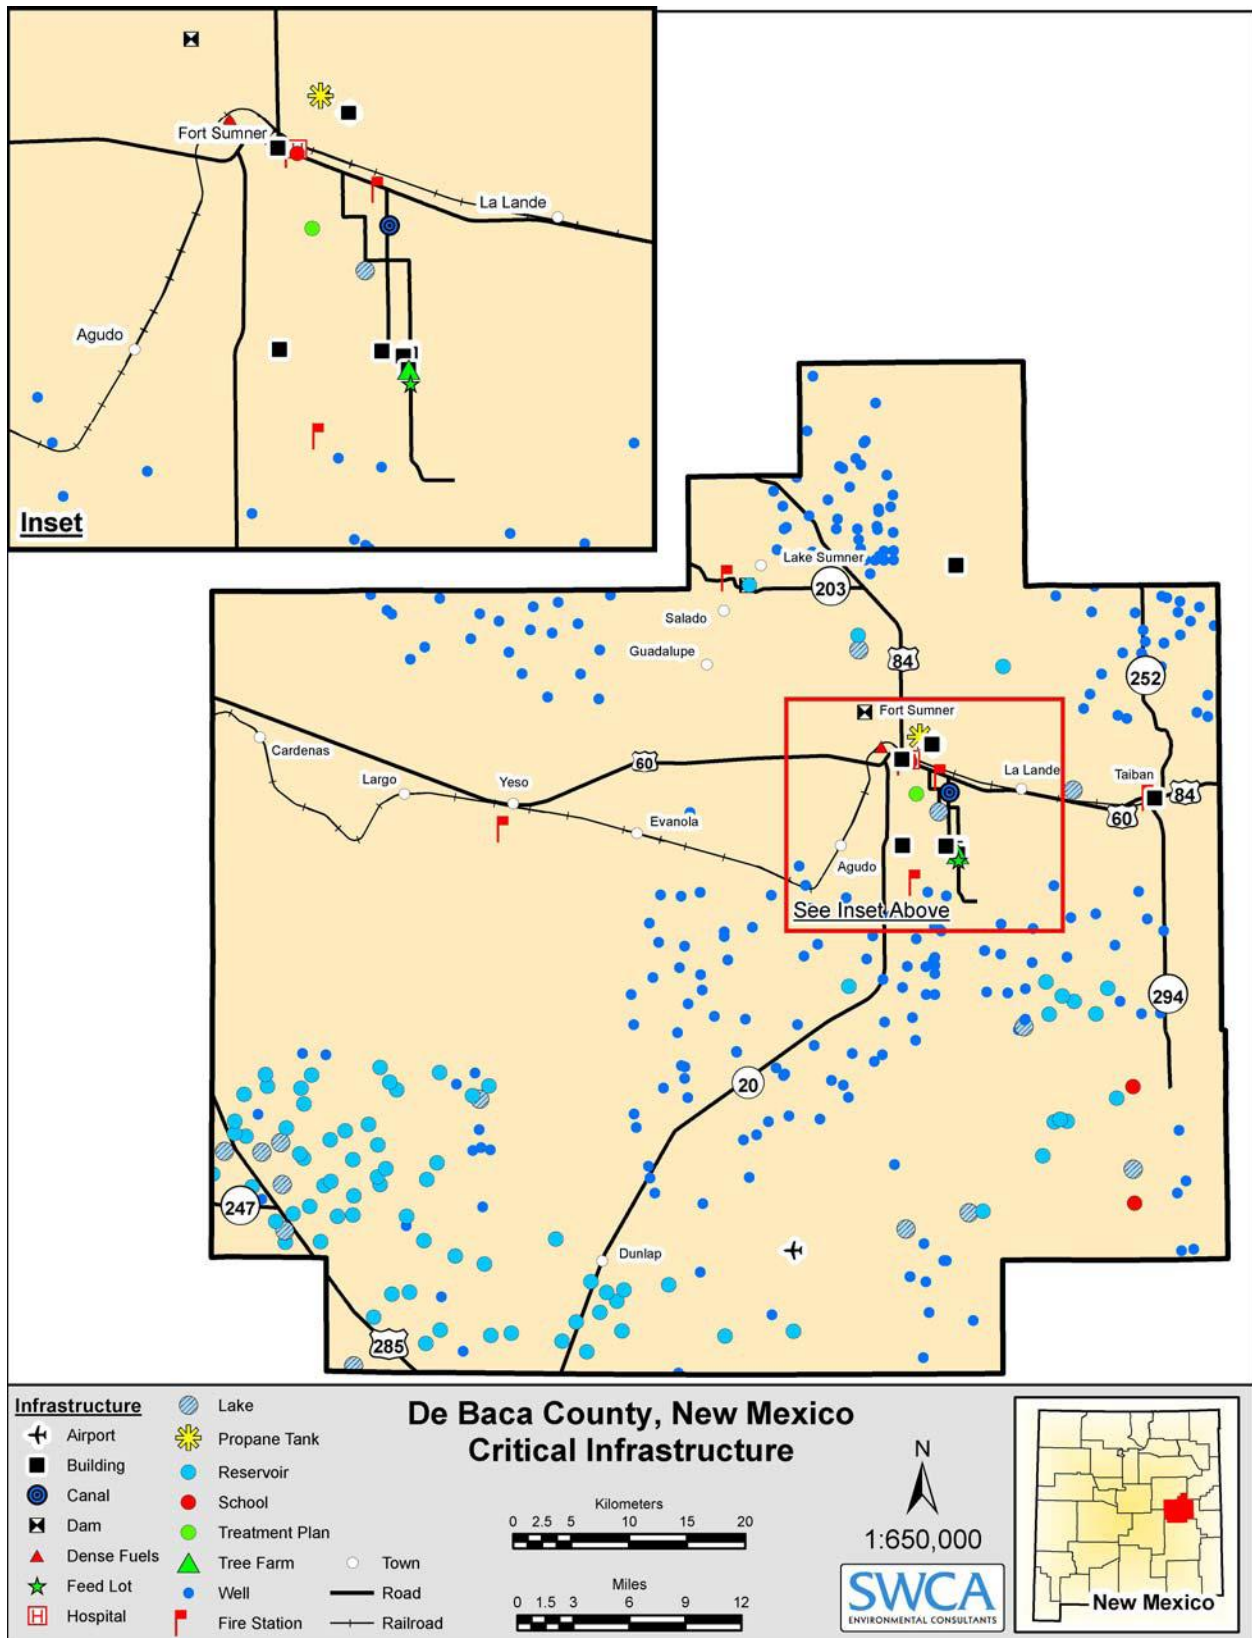 Fort Sumner
La Lande
Agudo
Inset
Lake Sumner
203
Salado
Guadalupe
84
252
Fort Sumner
Cardenas
60
La Lande
Taiban
Largo
Yeso
84
60
Evanola
Agudo
See Inset Above
294
20
247
Dunlap
285
Infrastructure
Airport
Building
Canal
Dam
Dense Fuels
Feed Lot
H Hospital
Lake
Propane Tank
Reservoir
School
Treatment Plan
Tree Farm
Well
Fire Station
Town
Road
Railroad
De Baca County, New Mexico
Critical Infrastructure
Kilometers
0 2.5 5 10 15 20
Miles
0 1.5 3 6 9 12
N
1:650,000
SWCA
ENVIRONMENTAL CONSULTANTS
New Mexico